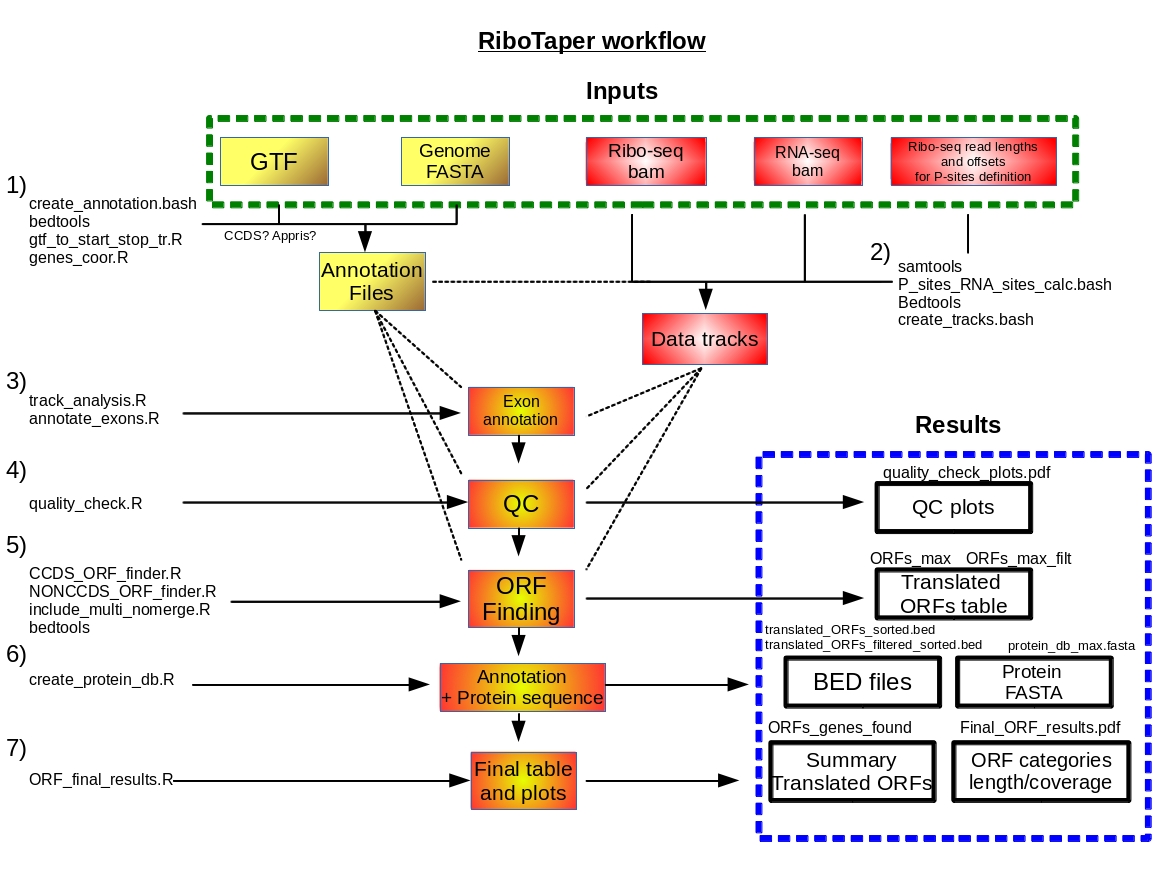 RiboTaper workflow
Inputs
GTF
Genome
FASTA
Ribo-seq
bam
RNA-seq
bam
Ribo-seq read lengths
and offsets
for P-sites definition
1)
create_annotation.bash
bedtools
gtf_to_start_stop_tr.R
genes_coor.R
CCDS? Appris?
Annotation
Files
2)
samtools
P_sites_RNA_sites_calc.bash
Bedtools
create_tracks.bash
Data tracks
3)
track_analysis.R
annotate_exons.R
Exon
annotation
Results
4)
quality_check.R
QC
quality_check_plots.pdf
QC plots
5)
CCDS_ORF_finder.R
NONCCDS_ORF_finder.R
include_multi_nomerge.R
bedtools
ORF
Finding
ORFs_max ORFs_max_filt
Translated
ORFs table
6)
create_protein_db.R
Annotation
+ Protein sequence
translated_ORFs_sorted.bed
translated_ORFs_filtered_sorted.bed
protein_db_max.fasta
BED files
Protein
FASTA
7)
ORF_final_results.R
Final table
and plots
ORFs_genes_found
Final_ORF_results.pdf
Summary
Translated ORFs
ORF categories
length/coverage